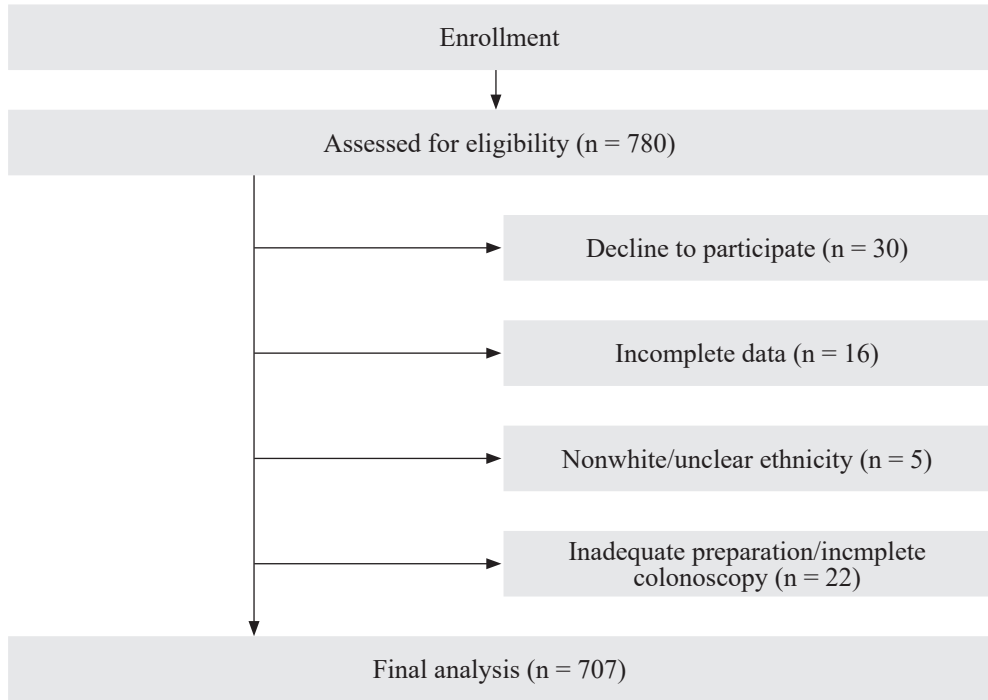 Enrollment
Assessed for eligibility (n = 780)
Decline to participate (n = 30)
Incomplete data (n = 16)
Nonwhite/unclear ethnicity (n = 5)
Inadequate preparation/incmplete
colonoscopy (n = 22)
Final analysis (n = 707)